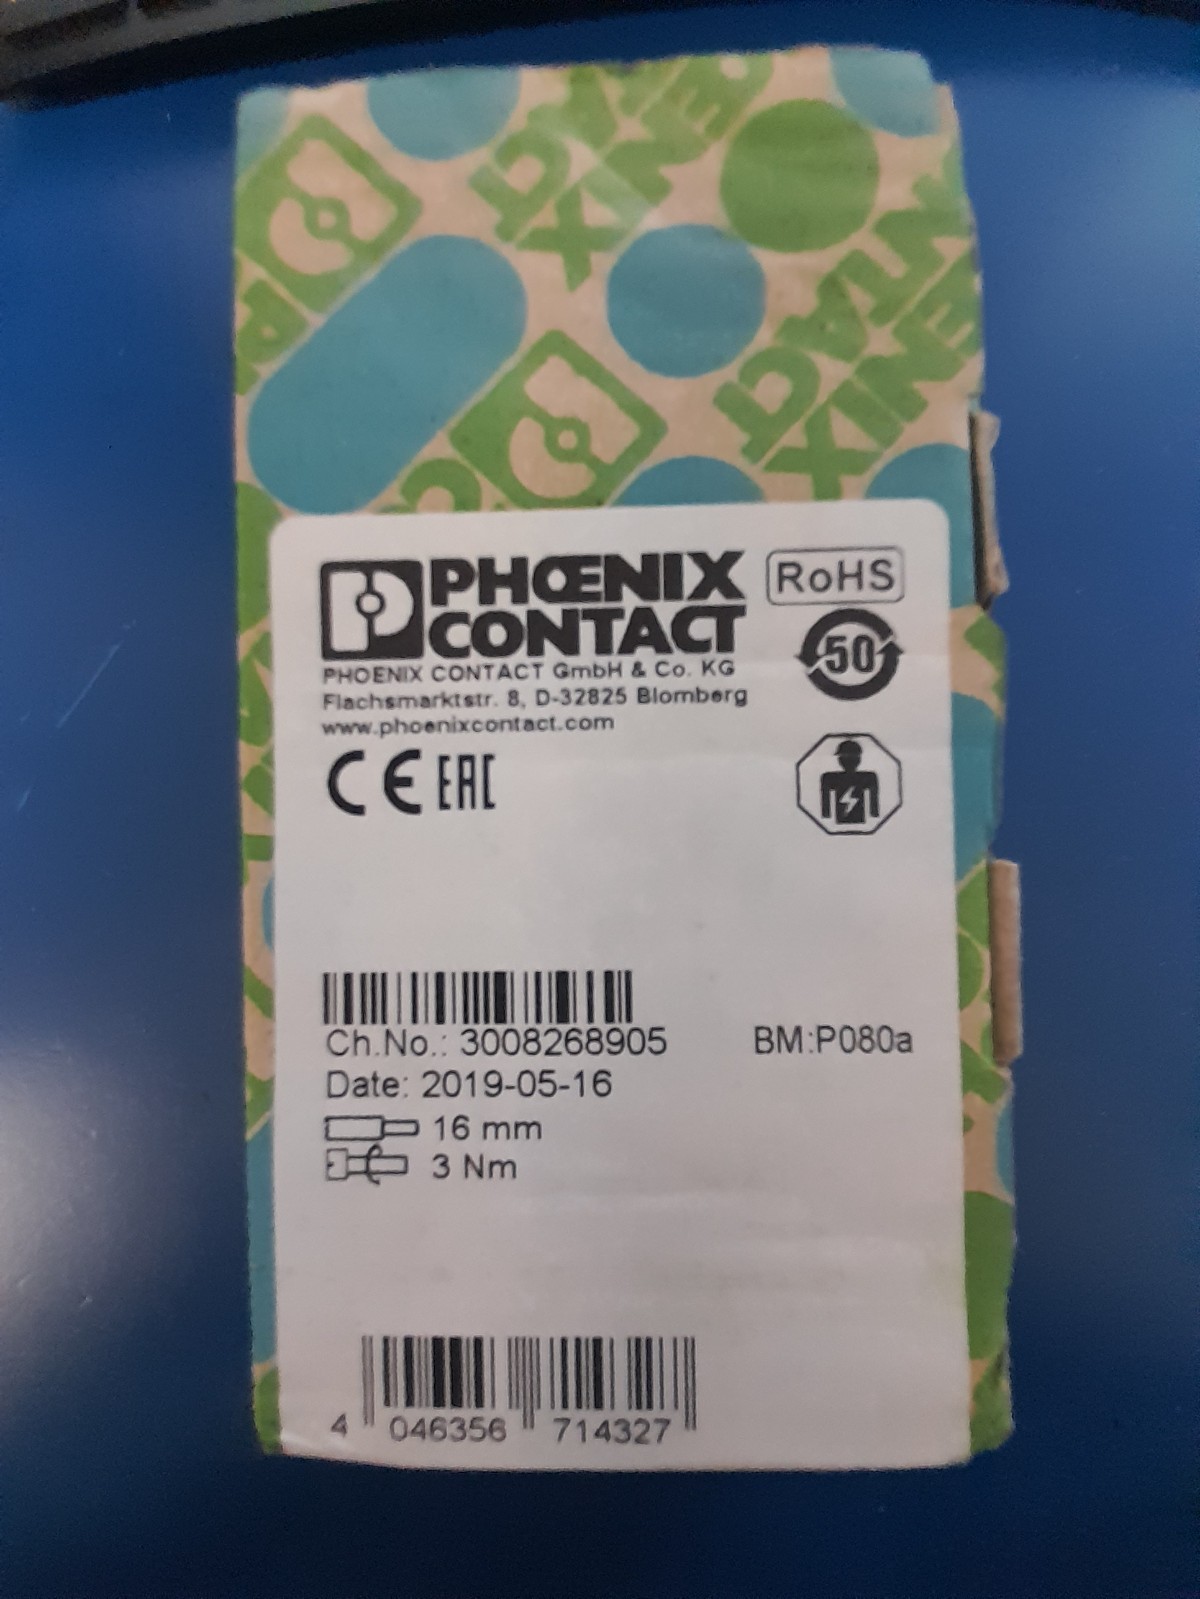 PHŒNIX
CONTACT
RoHS
50
PHOENIX CONTACT GmbH & Co. KG
Flachsmarktstr. 8, D-32825 Blomberg
www.phoenixcontact.com
CE EAC
Ch.No.: 3008268905 BM:P080a
Date: 2019-05-16
16 mm
3 Nm
4 046356 714327